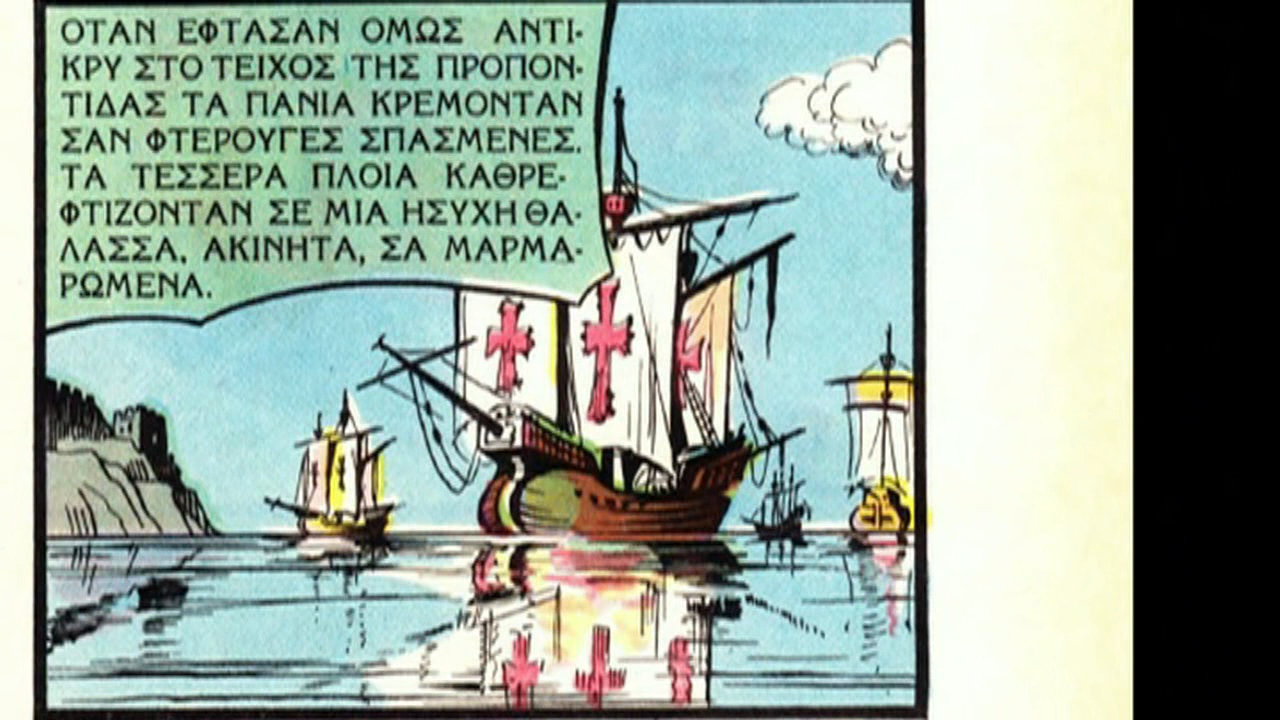 ΟΤΑΝ ΕΦΤΑΣΑΝ ΟΜΩΣ ΑΝΤΙ-
ΚΡΥ ΣΤΟ ΤΕΙΧΟΣ ΤΗΣ ΠΡΟΠΟΝ-
ΤΙΔΑΣ ΤΑ ΠΑΝΙΑ ΚΡΕΜΟΝΤΑΝ
ΣΑΝ ΦΤΕΡΟΥΓΕΣ ΣΠΑΣΜΕΝΕΣ.
ΤΑ ΤΕΣΣΕΡΑ ΠΛΟΙΑ ΚΑΘΡΕ-
ΦΤΙΖΟΝΤΑΝ ΣΕ ΜΙΑ ΗΣΥΧΗ ΘΑ-
ΛΑΣΣΑ, ΑΚΙΝΗΤΑ, ΣΑ ΜΑΡΜΑ-
ΡΩΜΕΝΑ.